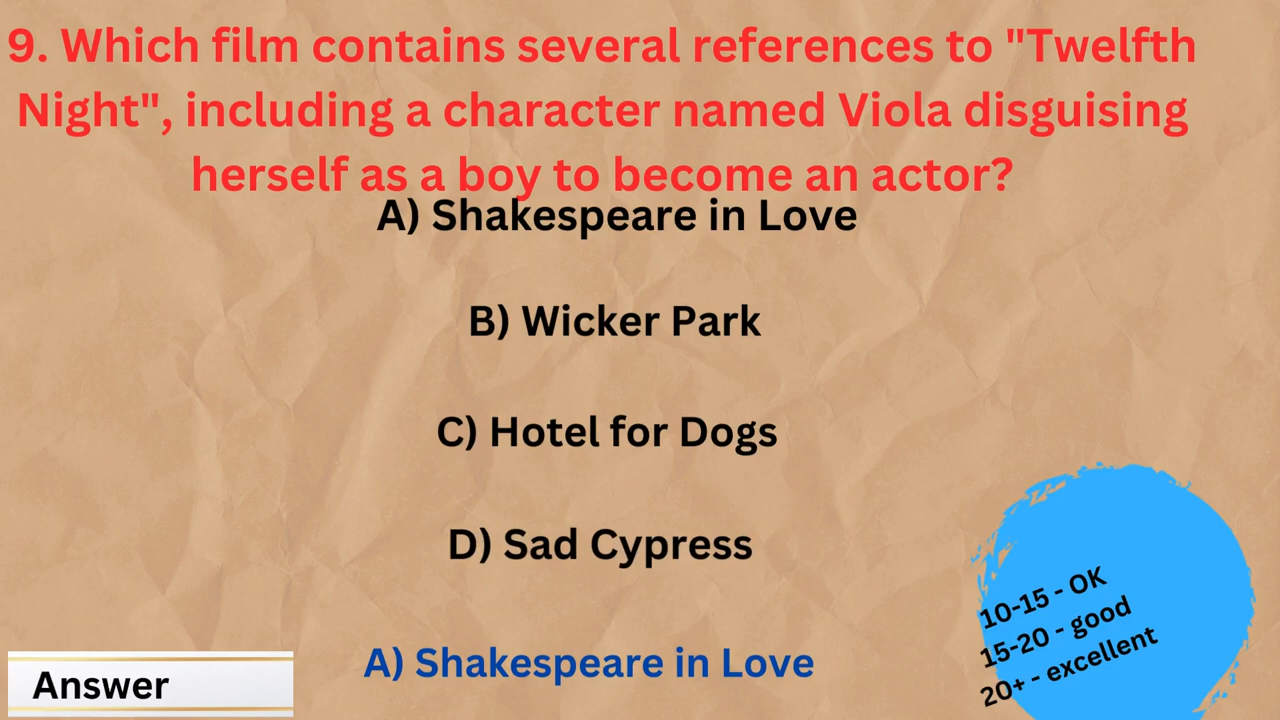 9. Which film contains several references to "Twelfth
Night", including a character named Viola disguising
herself as a boy to become an actor?
A) Shakespeare in Love
B) Wicker Park
C) Hotel for Dogs
D) Sad Cypress
10-15 - OK
15-20 - good
20+ - excellent
A) Shakespeare in Love
Answer